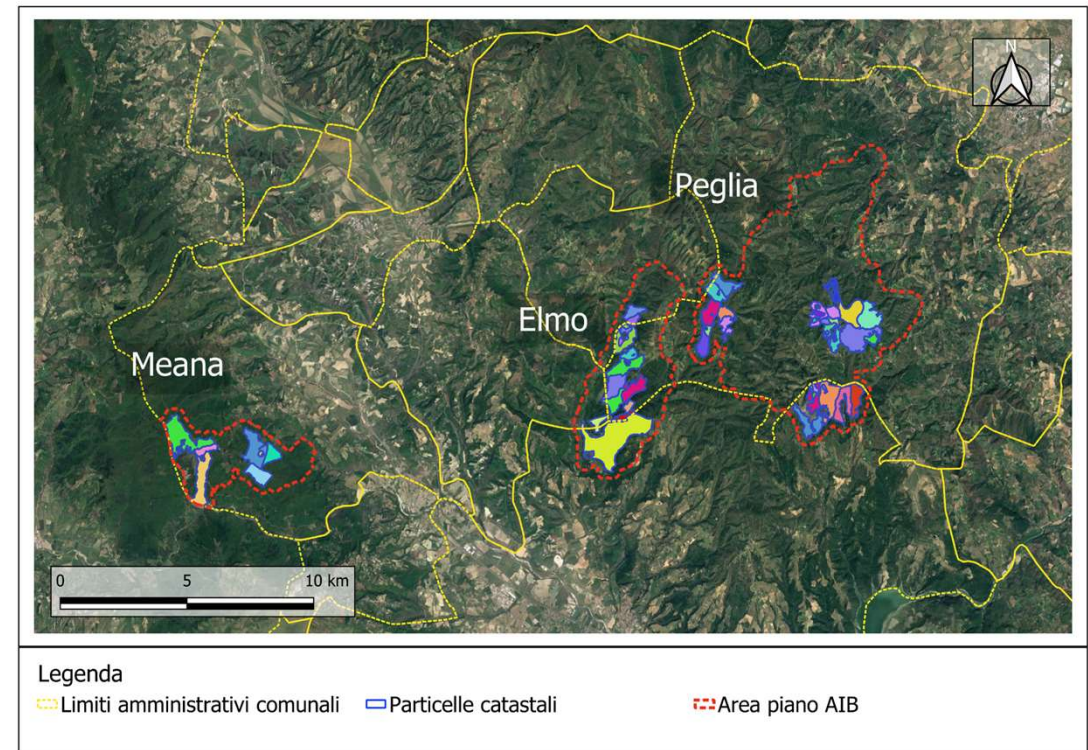 N
Peglia
Elmo
Meana
0 5 10 km
Legenda
Limiti amministrativi comunali Particelle catastali Area piano AIB